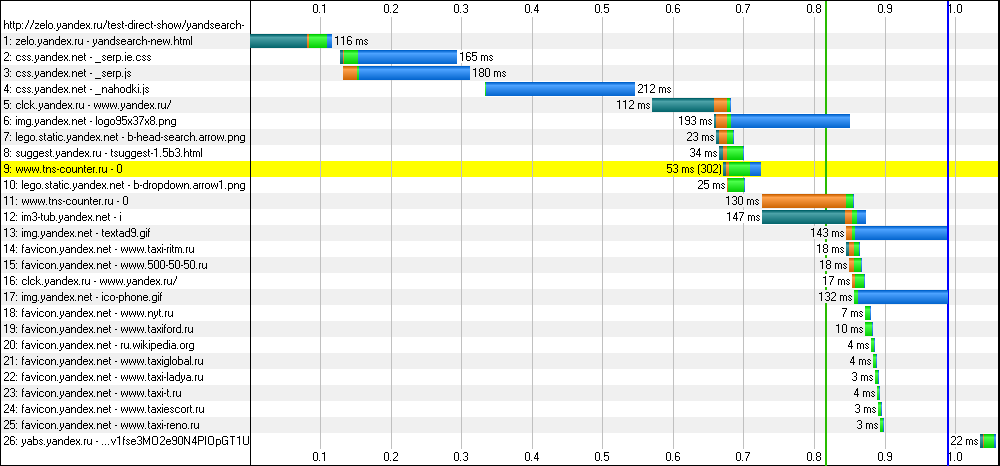 0.1 0.2 0.3 0.4 0.5 0.6 0.7 0.8 0.9 1.0
http://zelo.yandex.ru/test-direct-show/yandsearch-
1: zelo.yandex.ru - yandsearch-new.html 116 ms
2: css.yandex.net - _serp.ie.css 165 ms
3: css.yandex.net - _serp.js 180 ms
4: css.yandex.net - _nahodki.js 212 ms
5: clck.yandex.ru - www.yandex.ru/ 112 ms
6: img.yandex.net - logo95x37x8.png 193 ms
7: lego.static.yandex.net - b-head-search.arrow.png 23 ms
8: suggest.yandex.ru - tsuggest-1.5b3.html 34 ms
9: www.tns-counter.ru - 0 53 ms (302)
10: lego.static.yandex.net - b-dropdown.arrow1.png 25 ms
11: www.tns-counter.ru - 0 130 ms
12: im3-tub.yandex.net - i 147 ms
13: img.yandex.net - textad9.gif 143 ms
14: favicon.yandex.net - www.taxi-ritm.ru 18 ms
15: favicon.yandex.net - www.500-50-50.ru 18 ms
16: clck.yandex.ru - www.yandex.ru/ 17 ms
17: img.yandex.net - ico-phone.gif 132 ms
18: favicon.yandex.net - www.nyt.ru 7 ms
19: favicon.yandex.net - www.taxiford.ru 10 ms
20: favicon.yandex.net - ru.wikipedia.org 4 ms
21: favicon.yandex.net - www.taxiglobal.ru 4 ms
22: favicon.yandex.net - www.taxi-ladya.ru 3 ms
23: favicon.yandex.net - www.taxi-t.ru 4 ms
24: favicon.yandex.net - www.taxiescort.ru 3 ms
25: favicon.yandex.net - www.taxi-reno.ru 3 ms
26: yabs.yandex.ru - ...v1fse3MO2e90N4PIOpGT1U 22 ms
0.1 0.2 0.3 0.4 0.5 0.6 0.7 0.8 0.9 1.0